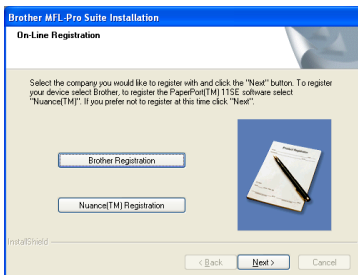 Brother MFL-Pro Suite Installation
On-Line Registration
Select the company you would like to register with and click the "Next" button. To register
your device select Brother, to register the PaperPort(TM) 11SE software select
"Nuance(TM)". If you prefer not to register at this time click "Next".
Brother Registration
Product Registration
Nuance(TM) Registration
InstallShield
< Back
Next >
Cancel